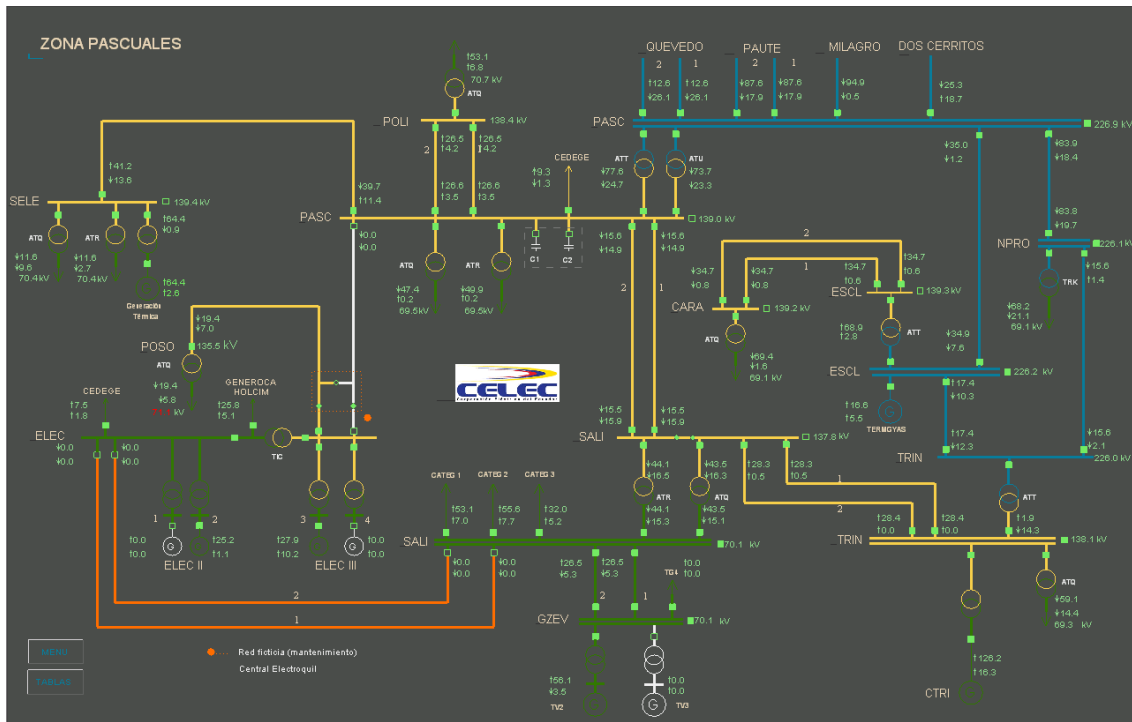 ZONA PASCUALES
QUEVEDO
PAUTE
MILAGRO
DOS CERRITOS
2 1
2 1
↑53.1
↑6.8
70.7 kV
ATQ
POLI
138.4 kV
↑12.6
↓26.1
↑12.6
↓26.1
↓87.6
↓17.9
↓87.6
↓17.9
↓94.9
↓0.5
↓25.3
↑18.7
PASC
226.9 kV
2
↑26.5
↑4.2
↑26.5
↑4.2
↑26.6
↑3.5
↑26.6
↑3.5
CEDEGE
↑9.3
↓1.3
ATT
↓77.6
↓24.7
ATU
↓73.7
↓23.3
↓35.0
↓1.2
↓83.9
↓18.4
↑41.2
↓13.6
↓39.7
↑11.4
SELE
139.4 kV
PASC
139.0 kV
↓0.0
↓0.0
C1
C2
ATQ
↓11.6
↓9.6
70.4 kV
ATR
↓11.6
↓2.7
70.4kV
↑64.4
↓0.9
↑64.4
↓2.6
G
Generación
Térmica
ATQ
↓47.4
↑0.2
69.5kV
ATR
↓49.9
↑0.2
69.5kV
↓15.6
↓14.9
↓15.6
↓14.9
2
1
2
1
↓34.7
↓0.8
↓34.7
↓0.8
↑34.7
↑0.6
↑34.7
↑0.6
CARA
139.2 kV
ESCL
139.3 kV
↓83.8
↓19.7
NPRO
226.1 kV
TRK
↓68.2
↓21.1
69.1 kV
↓15.6
↑1.4
ATQ
↓69.4
↓1.6
69.1 kV
↑68.9
↑2.8
ATT
↓34.9
↓7.6
ESCL
226.2 kV
↓19.4
↓7.0
POSO
135.5 kV
ATQ
↓19.4
↓5.8
kV
CELEC
G
↑16.6
↑5.5
TERMGYAS
↑17.4
↓10.3
↑17.4
↓12.3
↓15.6
↓2.1
TRIN
226.0 kV
CEDEGE
↑7.5
↑1.8
GENEROCA
HOLCIM
↑25.8
↑5.1
ELEC
↓0.0
↓0.0
↓0.0
↓0.0
TIC
↓15.5
↓15.9
↓15.5
↓15.9
SALI
137.8 kV
1
2
3
4
G
G
G
G
↑0.0
↑0.0
↑25.2
↑1.1
↑27.9
↑10.2
↑0.0
↑0.0
ELEC II
ELEC III
CATEG 1
CATEG 2
CATEG 3
↑53.1
↑7.0
↑55.6
↑7.7
↑32.0
↑5.2
↓44.1
↓16.5
ATR
↓44.1
↓15.3
↓43.5
↓16.3
ATQ
↓43.5
↓15.1
↑28.3
↑0.5
↑28.3
↑0.5
1
2
ATT
↑1.9
↓14.3
↑28.4
↑0.0
↑28.4
↑0.0
TRIN
138.1 kV
SALI
70.1 kV
↓0.0
↓0.0
↓0.0
↓0.0
↑26.5
↓5.3
↑26.5
↓5.3
↑0.0
↑0.0
TG4
2
1
2
1
GZEV
70.1 kV
ATQ
↓59.1
↓14.4
69.3 kV
MENU
TABLAS
Red ficticia (mantenimiento)
Central Electroquil
↑56.1
↓3.5
G
TV2
↑0.0
↑0.0
G
TV3
↑126.2
↑16.3
CTRI
G